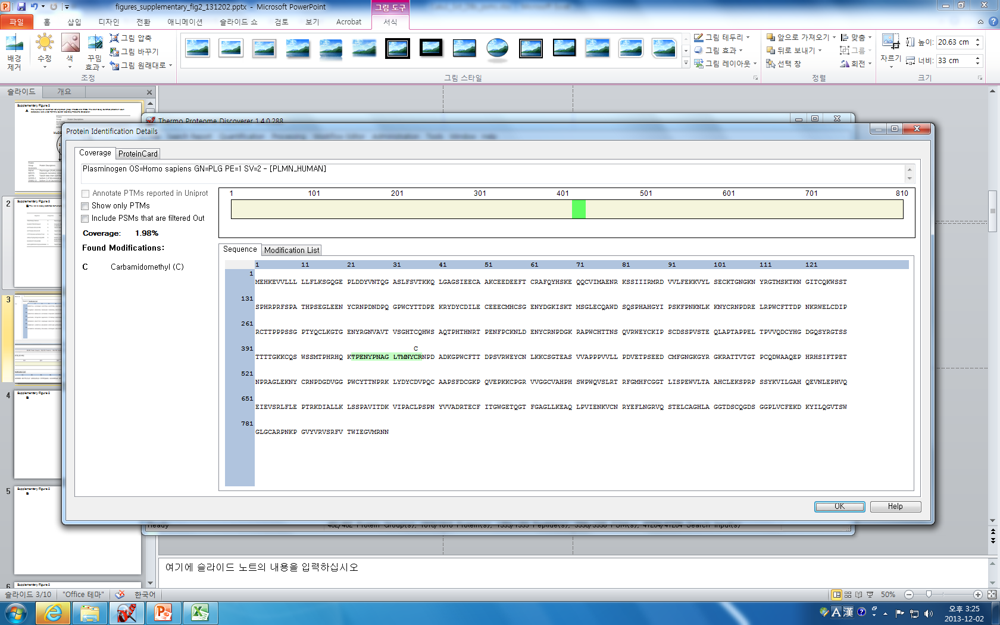 figures_supplementary_fig2_131202.pptx - Microsoft PowerPoint
그림 도구
파일 홈 삽입 디자인 전환 애니메이션 슬라이드 쇼 검토 보기 Acrobat 서식
배경 제거
수정
색
꾸밈 효과
그림 압축
그림 바꾸기
그림 원래대로
조정
그림 스타일
그림 테두리
그림 효과
그림 레이아웃
앞으로 가져오기
뒤로 보내기
선택 창
맞춤
그룹
회전
정렬
자르기
높이: 20.63 cm
너비: 33 cm
크기
슬라이드 개요
Supplementary Figure 2
2
3
4
5
6
Thermo Proteome Discoverer 1.4.0.288
Protein Identification Details
Coverage ProteinCard
Plasminogen OS=Homo sapiens GN=PLG PE=1 SV=2 - [PLMN_HUMAN]
Annotate PTMs reported in Uniprot
Show only PTMs
Include PSMs that are filtered Out
Coverage: 1.98%
Found Modifications:
C Carbamidomethyl (C)
1 101 201 301 401 501 601 701 810
Sequence Modification List
1 11 21 31 41 51 61 71 81 91 101 111 121
1
MEHKEVVLLL LLFLKSGQGE PLDDYVNTQG ASLFSVTKKQ LGAGSIEECA AKCEEDEEFT CRAFQYHSKE QQCVIMAENR KSSIIIRMRD VVLFEKKVYL SECKTGNGKN YRGTMSKTKN GITCQKWSST
131
SPHRPRFSPA THPSEGLEEN YCRNPDNDPQ GPWCYTTDPE KRYDYCDILE CEEECMHCSG ENYDGKISKT MSGLECQAWD SQSPHAHGYI PSKFPNKNLK KNYCRNPDRE LRPWCFTTDP NKRWELCDIP
261
RCTTPPPSSG PTYQCLKGTG ENYRGNVAVT VSGHTCQHWS AQTPHTHNRT PENFPCKNLD ENYCRNPDGK RAPWCHTTNS QVRWEYCKIP SCDSSPVSTE QLAPTAPPEL TPVVQDCYHG DGQSYRGTSS
391 C
TTTTGKKCQS WSSMTPHRHQ KTPENYPNAG LTMNYCRNPD ADKGPWCFTT DPSVRWEYCN LKKCSGTEAS VVAPPPVVLL PDVETPSEED CMFGNGKGYR GKRATTVTGT PCQDWAAQEP HRHSIFTPET
521
NPRAGLEKNY CRNPDGDVGG PWCYTTNPRK LYDYCDVPQC AAPSFDCGKP QVEPKKCPGR VVGGCVAHPH SWPWQVSLRT RFGMHFCGGT LISPEWVLTA AHCLEKSPRP SSYKVILGAH QEVNLEPHVQ
651
EIEVSRLFLE PTRKDIALLK LSSPAVITDK VIPACLPSPN YVVADRTECF ITGWGETQGT FGAGLLKEAQ LPVIENKVCN RYEFLNGRVQ STELCAGHLA GGTDSCQGDS GGPLVCFEKD KYILQGVTSW
781
GLGCARPNKP GVYVRVSRFV TWIEGVMRNN
OK Help
여기에 슬라이드 노트의 내용을 입력하십시오
슬라이드 3/10 "Office 테마" 한국어
50%
A 漢
오후 3:25
2013-12-02